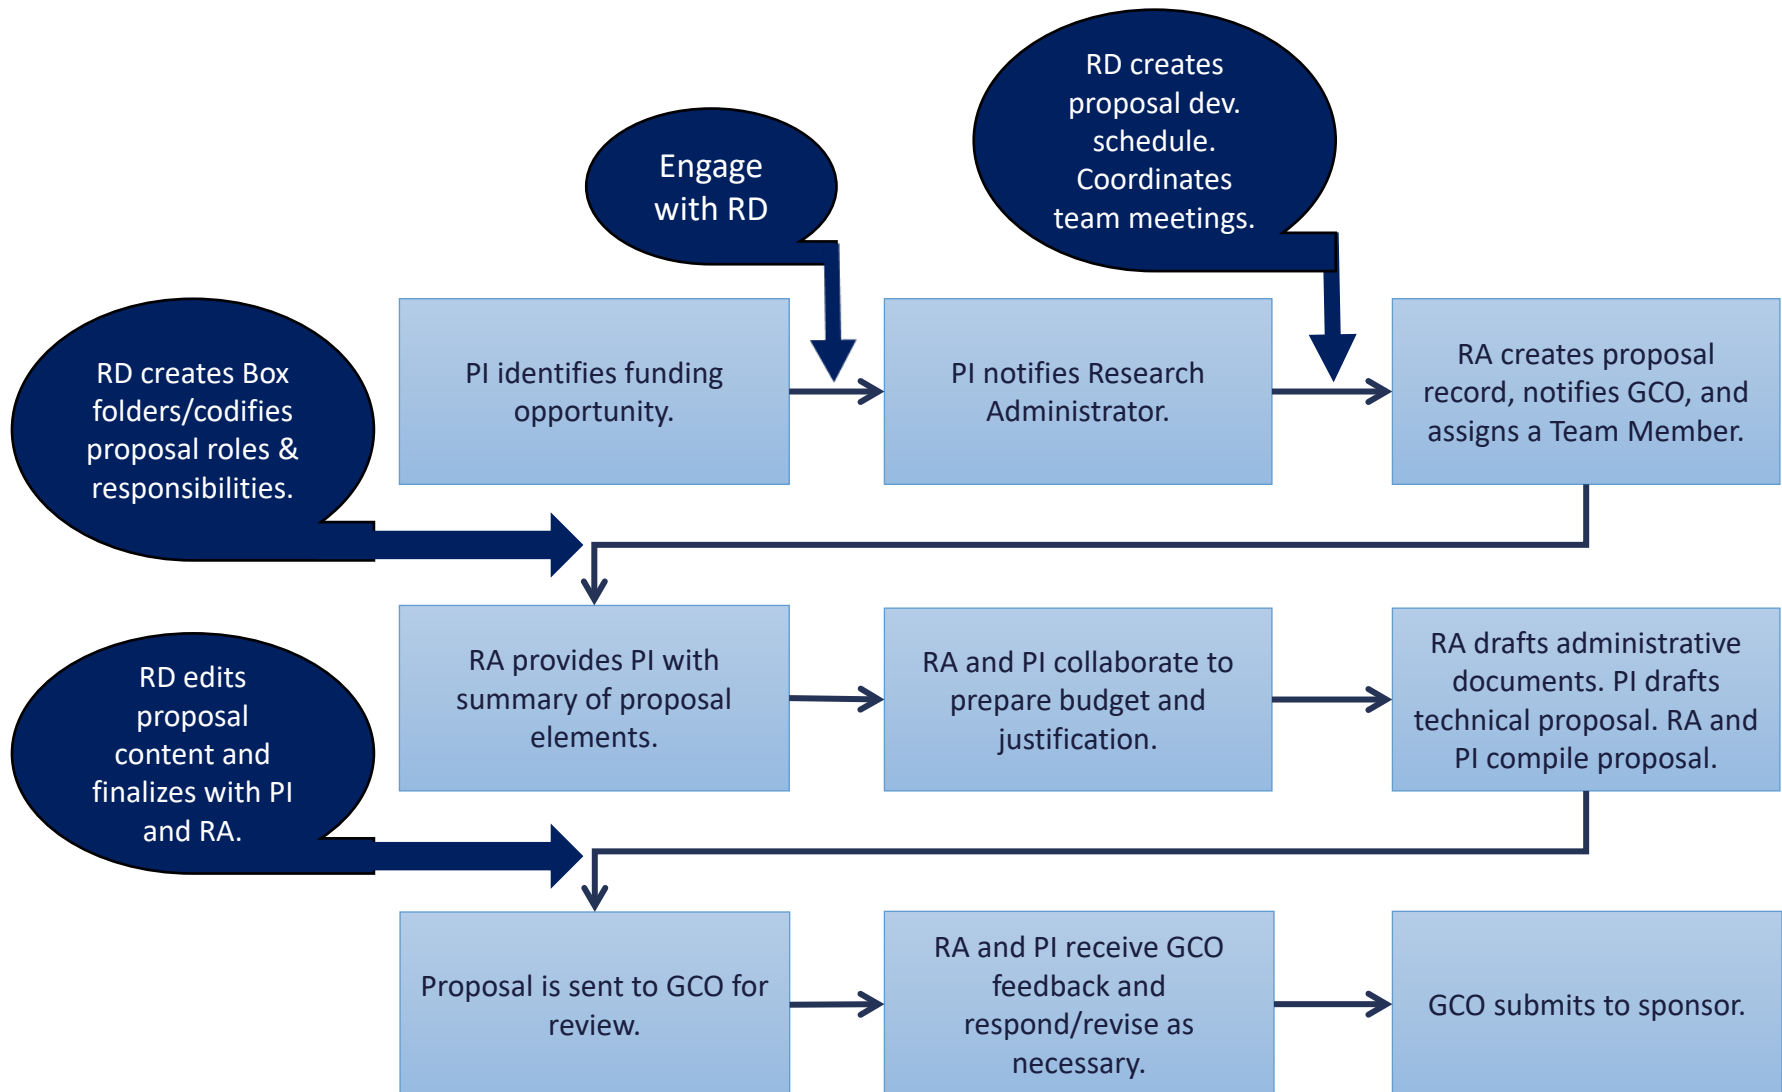 Engage
with RD
RD creates
proposal dev.
schedule.
Coordinates
team meetings.
PI identifies funding
opportunity.
PI notifies Research
Administrator.
RA creates proposal
record, notifies GCO, and
assigns a Team Member.
RD creates Box
folders/codifies
proposal roles &
responsibilities.
RA provides PI with
summary of proposal
elements.
RA and PI collaborate to
prepare budget and
justification.
RA drafts administrative
documents. PI drafts
technical proposal. RA and
PI compile proposal.
RD edits
proposal
content and
finalizes with PI
and RA.
Proposal is sent to GCO for
review.
RA and PI receive GCO
feedback and
respond/revise as
necessary.
GCO submits to sponsor.